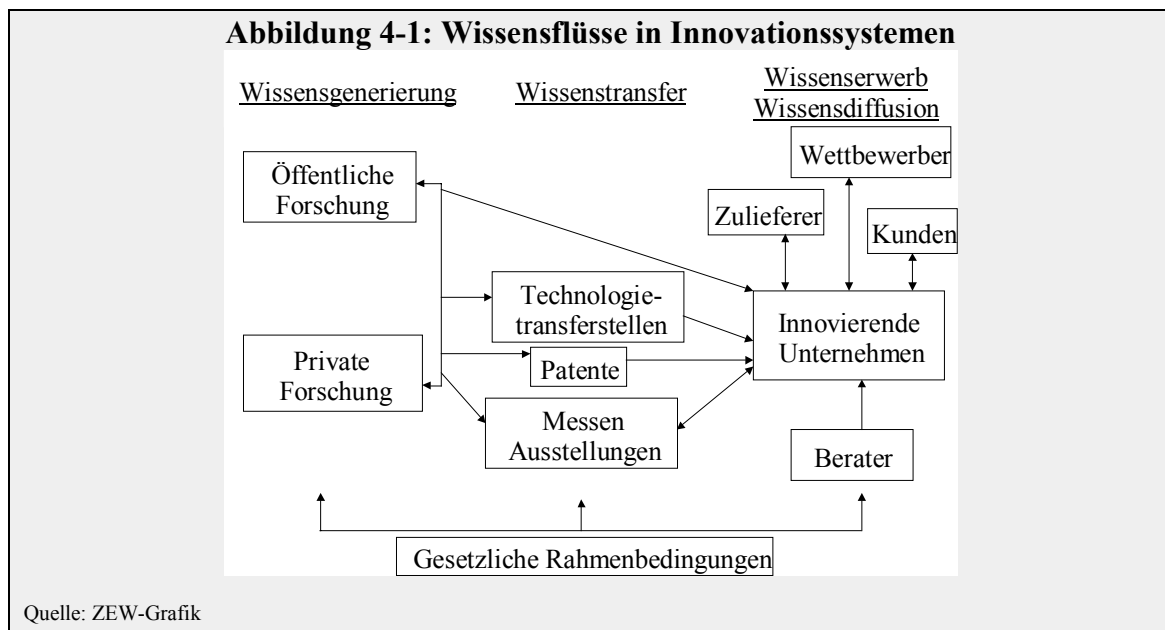 Abbildung 4-1: Wissensflüsse in Innovationssystemen
Wissensgenerierung
Wissenstransfer
Wissenserwerb
Wissensdiffusion
Öffentliche
Forschung
Private
Forschung
Technologie-
transferstellen
Patente
Messen
Ausstellungen
Wettbewerber
Zulieferer
Kunden
Innovierende
Unternehmen
Berater
Gesetzliche Rahmenbedingungen
Quelle: ZEW-Grafik